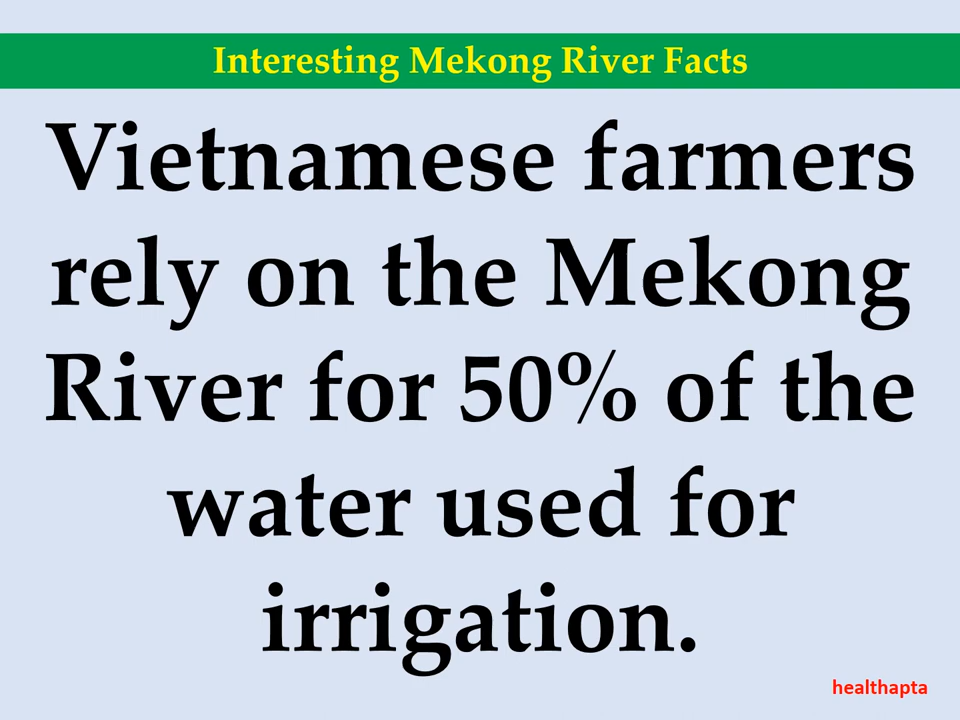 Interesting Mekong River Facts
Vietnamese farmers
rely on the Mekong
River for 50% of the
water used for
irrigation.
healthapta